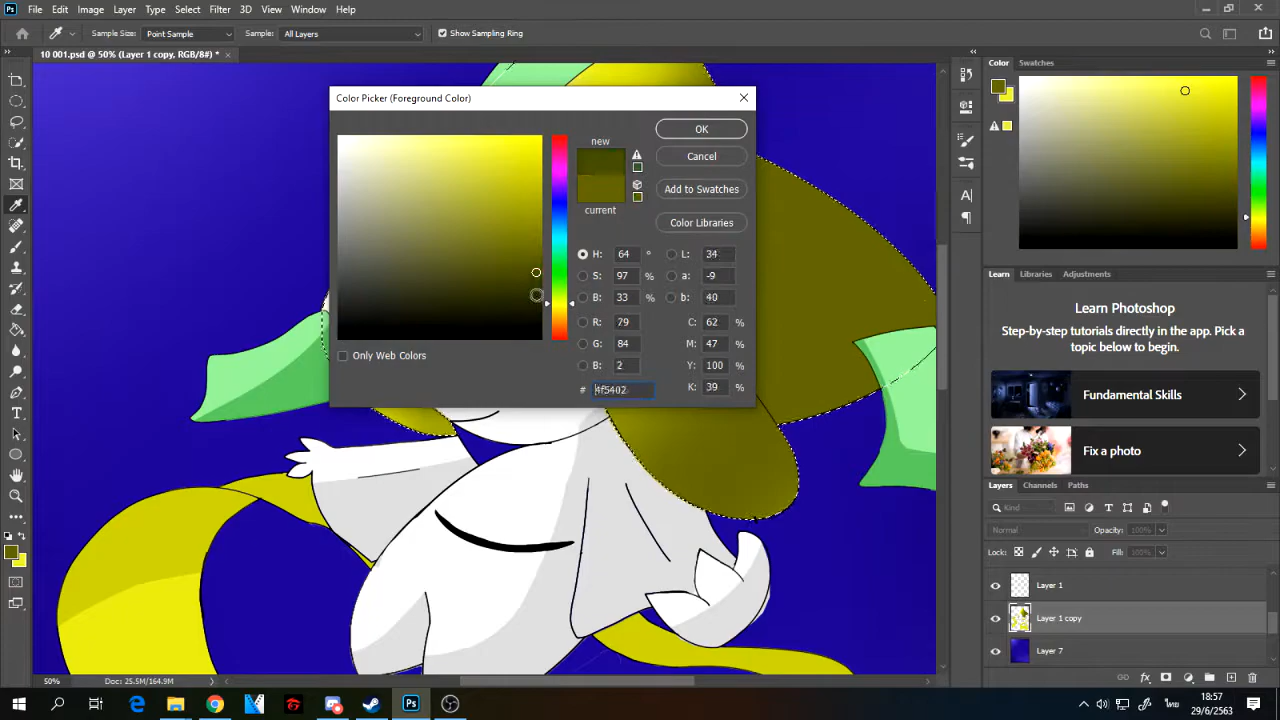 Ps File Edit Image Layer Type Select Filter 3D View Window Help
Sample Size: Point Sample Sample: All Layers Show Sampling Ring
10 001.psd @ 50% (Layer 1 copy, RGB/8#) * ×
Color Swatches
Color Picker (Foreground Color)
new
current
OK
Cancel
Add to Swatches
Color Libraries
H: 64 ° L: 34
S: 97 % a: -9
B: 33 % b: 40
R: 79 C: 62 %
G: 84 M: 47 %
B: 2 Y: 100 %
# 4f5402 K: 39 %
Only Web Colors
Learn Libraries Adjustments
Learn Photoshop
Step-by-step tutorials directly in the app. Pick a
topic below to begin.
Fundamental Skills
Fix a photo
Layers Channels Paths
Kind
Normal Opacity: 100%
Lock: Fill: 100%
Layer 1
Layer 1 copy
Layer 7
50% Doc: 25.5M/164.9M
ไทย
18:57
29/6/2563